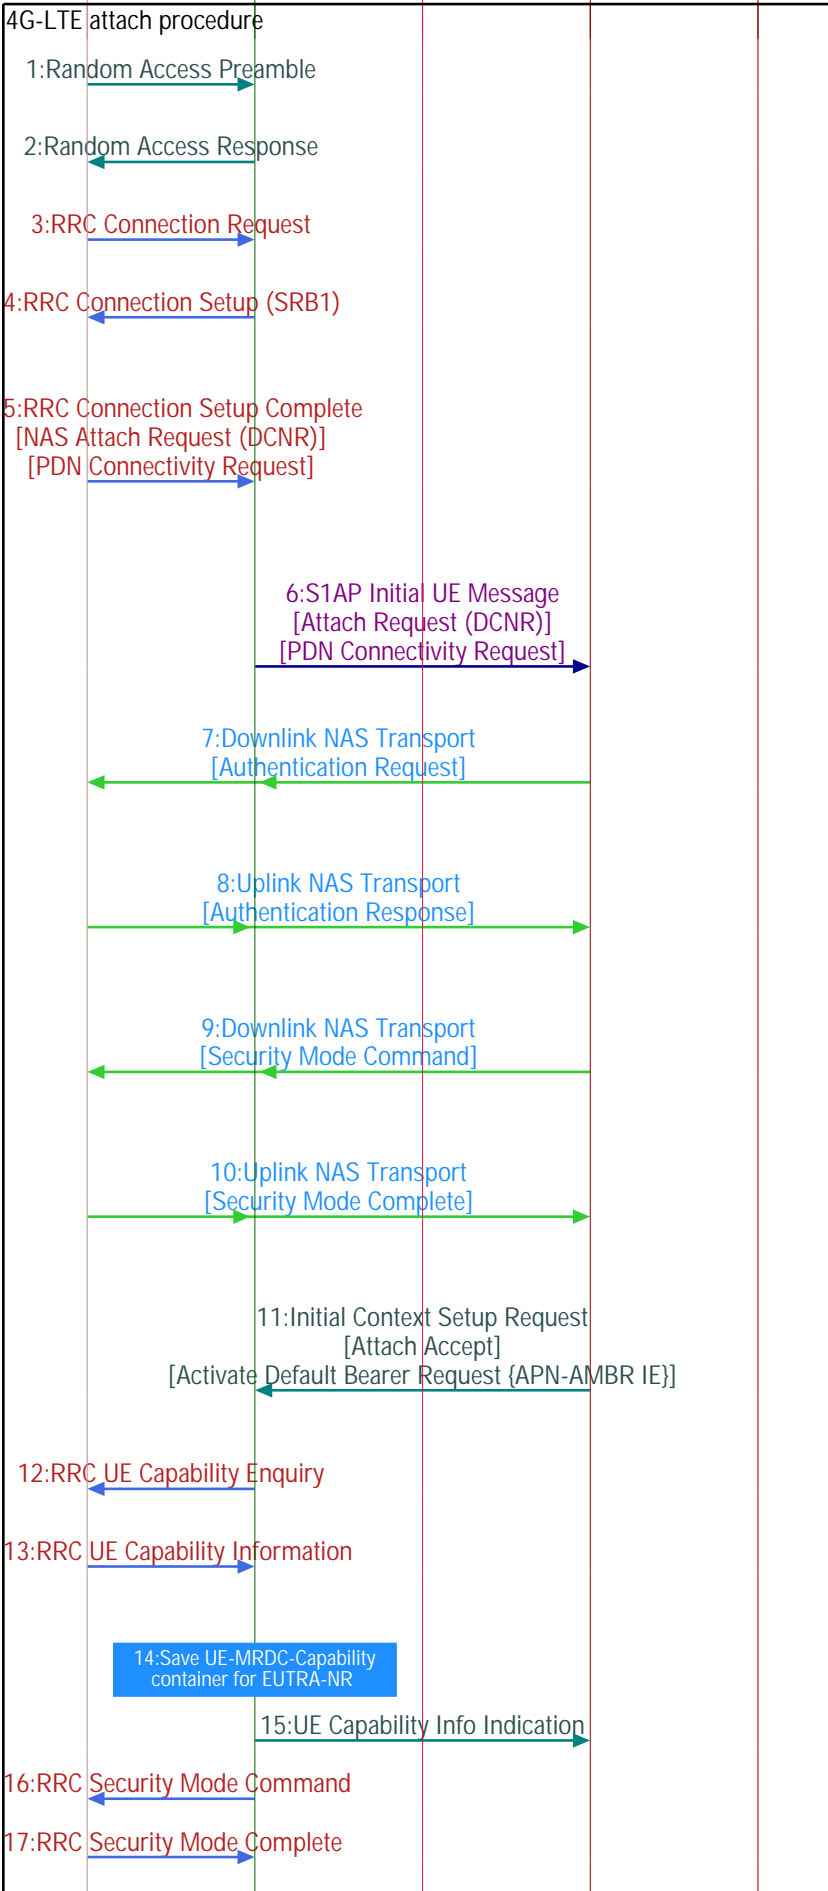 4G-LTE attach procedure
1:Random Access Preamble
2:Random Access Response
3:RRC Connection Request
4:RRC Connection Setup (SRB1)
5:RRC Connection Setup Complete
[NAS Attach Request (DCNR)]
[PDN Connectivity Request]
6:S1AP Initial UE Message
[Attach Request (DCNR)]
[PDN Connectivity Request]
7:Downlink NAS Transport
[Authentication Request]
8:Uplink NAS Transport
[Authentication Response]
9:Downlink NAS Transport
[Security Mode Command]
10:Uplink NAS Transport
[Security Mode Complete]
11:Initial Context Setup Request
[Attach Accept]
[Activate Default Bearer Request {APN-AMBR IE}]
12:RRC UE Capability Enquiry
13:RRC UE Capability Information
14:Save UE-MRDC-Capability
container for EUTRA-NR
15:UE Capability Info Indication
16:RRC Security Mode Command
17:RRC Security Mode Complete